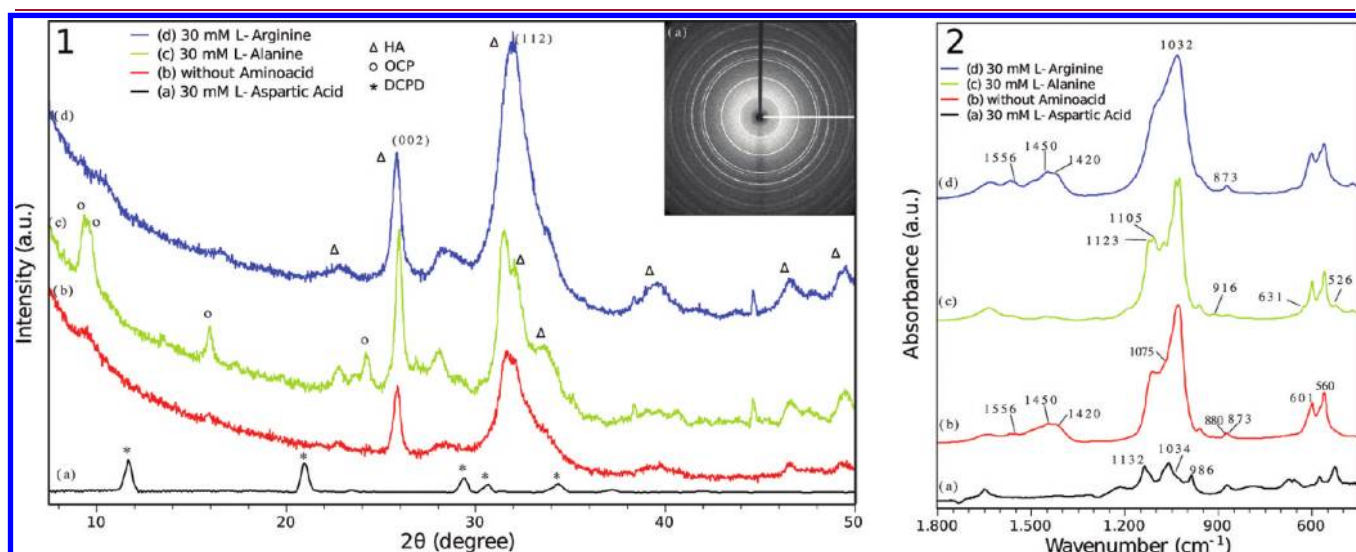 1
(d) 30 mM L- Arginine
(c) 30 mM L- Alanine
(b) without Aminoacid
(a) 30 mM L- Aspartic Acid
Δ HA
o OCP
* DCPD
(a)
Δ (112)
(002)
Δ
(d)
o
o
(c)
Δ
Δ
Δ
Δ
Δ
o
o
Δ
(b)
(a)
*
*
*
*
*
Intensity (a.u.)
10 20 30 40 50
2θ (degree)
2
(d) 30 mM L- Arginine
(c) 30 mM L- Alanine
(b) without Aminoacid
(a) 30 mM L- Aspartic Acid
1032
1556
1450
1420
873
(d)
1105
1123
916
631
526
(c)
1075
1556
1450
1420
880
873
601
560
(b)
1132
1034
986
(a)
Absorbance (a.u.)
1.800 1.500 1.200 900 600
Wavenumber (cm⁻¹)